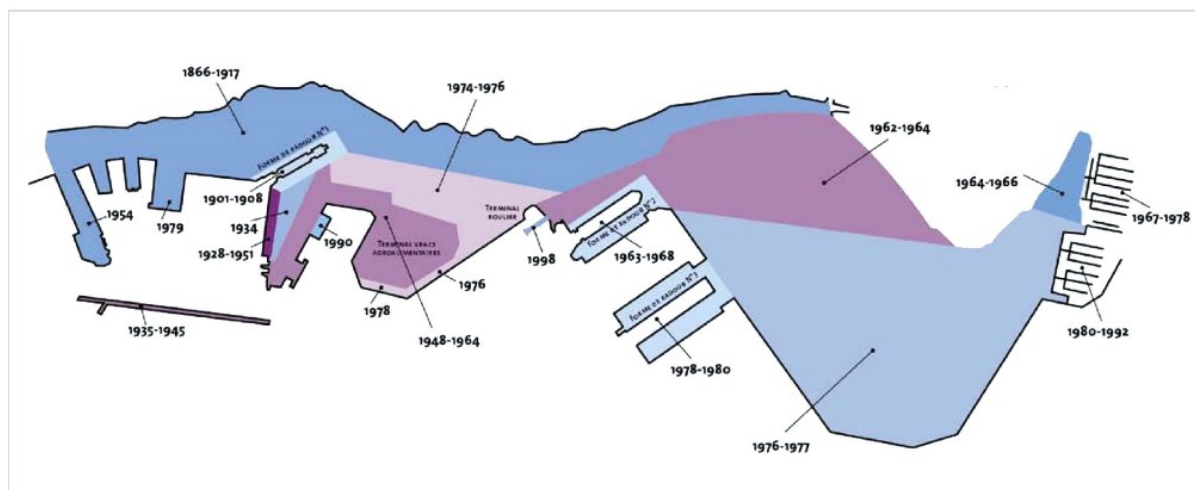 1866-1917
1974-1976
1962-1964
Forme de radoub N°1
1901-1908
1964-1966
1967-1978
1954
1979
1934
1928-1951
1990
Terminal vracs
agroalimentaires
Terminal
roulier
1998
Forme de radoub N°2
1963-1968
1976
1978
Forme de radoub N°3
1935-1945
1948-1964
1978-1980
1980-1992
1976-1977